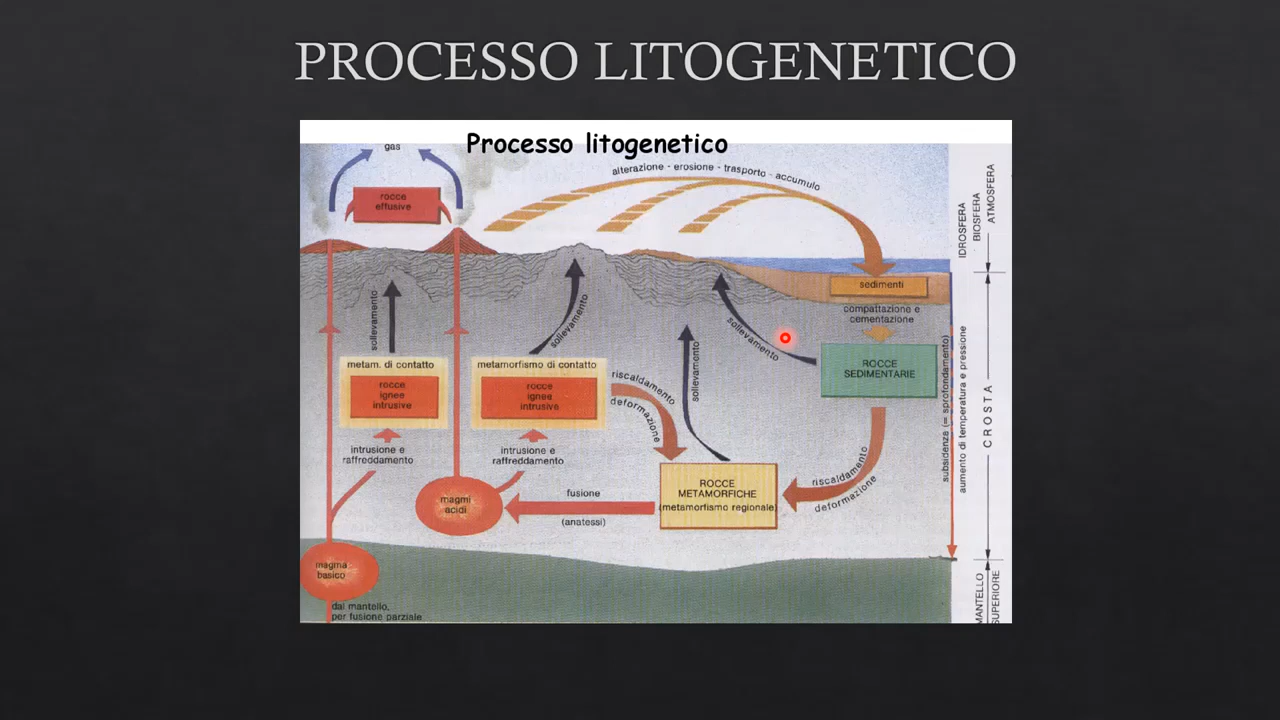 PROCESSO LITOGENETICO
Processo litogenetico
gas
alterazione - erosione - trasporto - accumulo
rocce
effusive
IDROSFERA
BIOSFERA
ATMOSFERA
sedimenti
compattazione e
cementazione
sollevamento
sollevamento
sollevamento
sollevamento
metam. di contatto
rocce
ignee
intrusive
metamorfismo di contatto
rocce
ignee
intrusive
riscaldamento
deformazione
ROCCE
SEDIMENTARIE
subsidenza (= sprofondamento)
aumento di temperatura e pressione
CROSTA
intrusione e
raffreddamento
intrusione e
raffreddamento
riscaldamento
deformazione
magmi
acidi
fusione
(anatessi)
ROCCE
METAMORFICHE
(metamorfismo regionale)
magma
basico
dal mantello,
per fusione parziale
MANTELLO
SUPERIORE